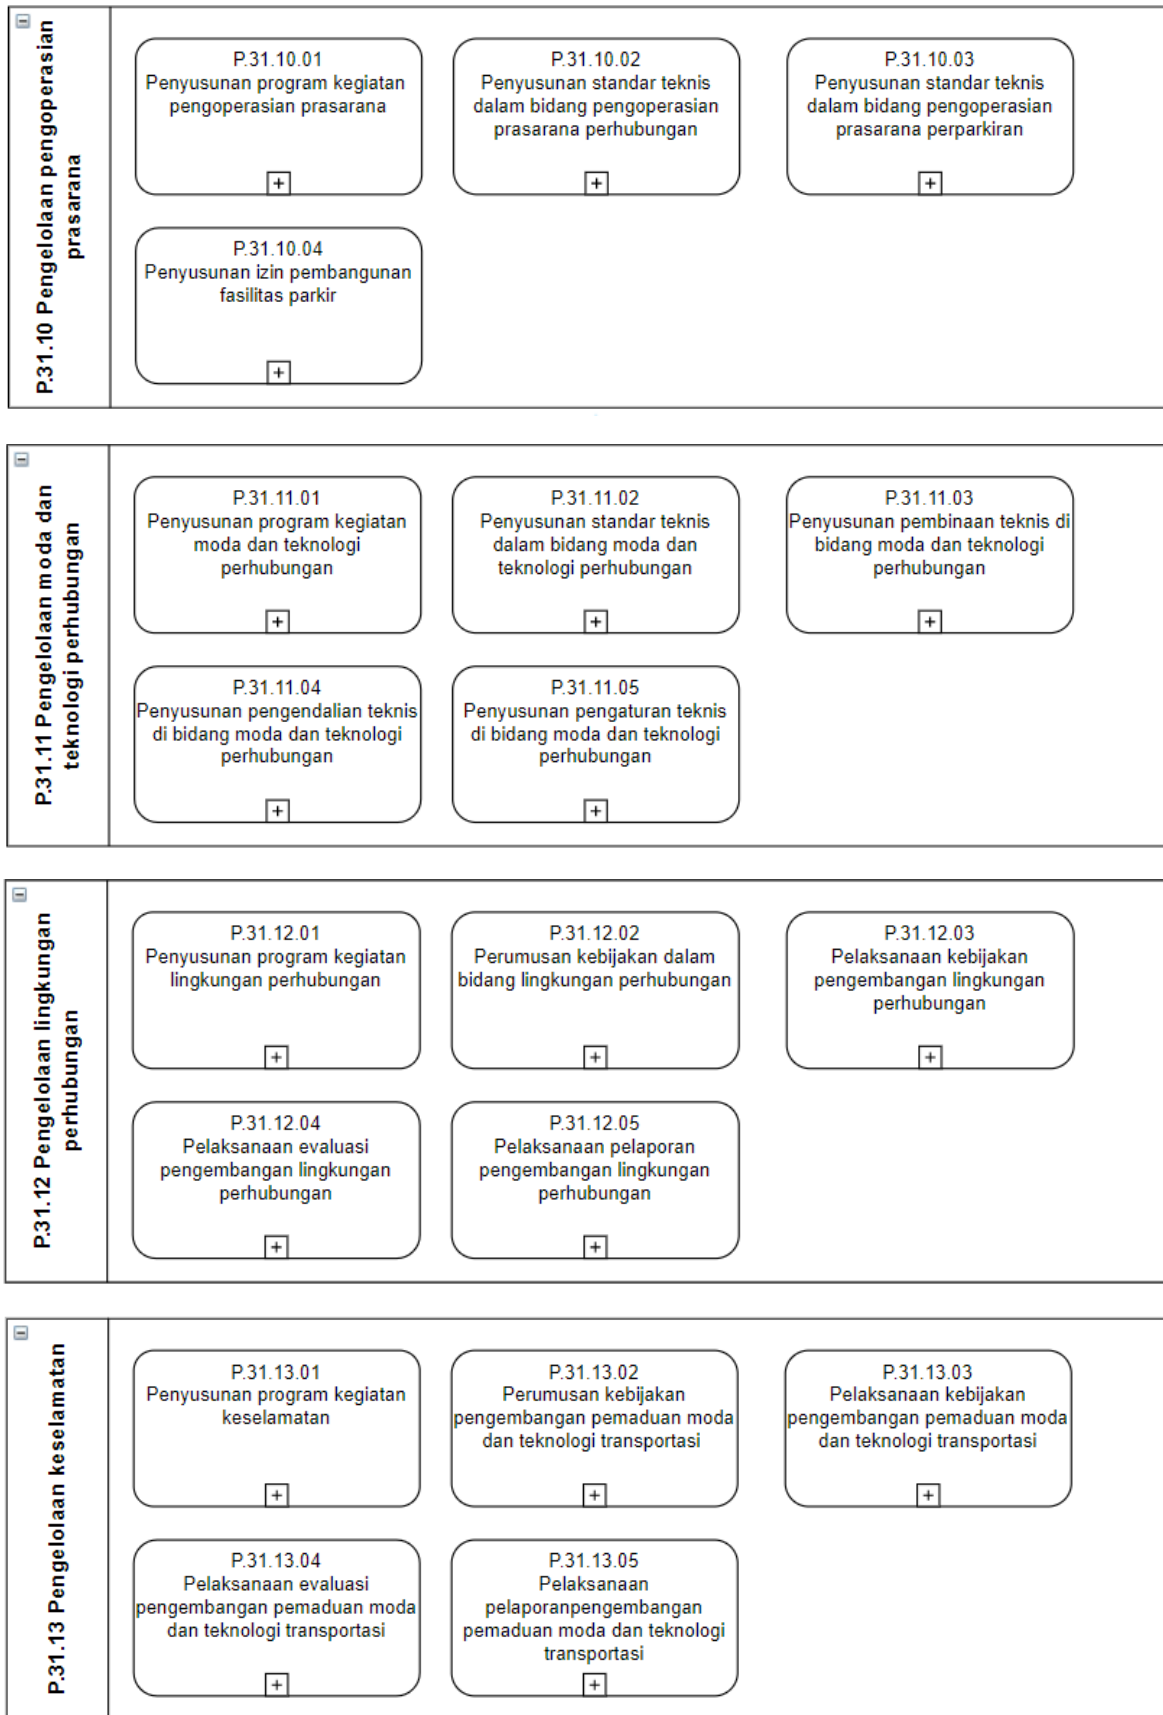 P.31.10 Pengelolaan pengoperasian
prasarana
P.31.10.01
Penyusunan program kegiatan
pengoperasian prasarana
P.31.10.02
Penyusunan standar teknis
dalam bidang pengoperasian
prasarana perhubungan
P.31.10.03
Penyusunan standar teknis
dalam bidang pengoperasian
prasarana perparkiran
P.31.10.04
Penyusunan izin pembangunan
fasilitas parkir
P.31.11 Pengelolaan moda dan
teknologi perhubungan
P.31.11.01
Penyusunan program kegiatan
moda dan teknologi
perhubungan
P.31.11.02
Penyusunan standar teknis
dalam bidang moda dan
teknologi perhubungan
P.31.11.03
Penyusunan pembinaan teknis di
bidang moda dan teknologi
perhubungan
P.31.11.04
Penyusunan pengendalian teknis
di bidang moda dan teknologi
perhubungan
P.31.11.05
Penyusunan pengaturan teknis
di bidang moda dan teknologi
perhubungan
P.31.12 Pengelolaan lingkungan
perhubungan
P.31.12.01
Penyusunan program kegiatan
lingkungan perhubungan
P.31.12.02
Perumusan kebijakan dalam
bidang lingkungan perhubungan
P.31.12.03
Pelaksanaan kebijakan
pengembangan lingkungan
perhubungan
P.31.12.04
Pelaksanaan evaluasi
pengembangan lingkungan
perhubungan
P.31.12.05
Pelaksanaan pelaporan
pengembangan lingkungan
perhubungan
P.31.13 Pengelolaan keselamatan
P.31.13.01
Penyusunan program kegiatan
keselamatan
P.31.13.02
Perumusan kebijakan
pengembangan pemaduan moda
dan teknologi transportasi
P.31.13.03
Pelaksanaan kebijakan
pengembangan pemaduan moda
dan teknologi transportasi
P.31.13.04
Pelaksanaan evaluasi
pengembangan pemaduan moda
dan teknologi transportasi
P.31.13.05
Pelaksanaan
pelaporanpengembangan
pemaduan moda dan teknologi
transportasi